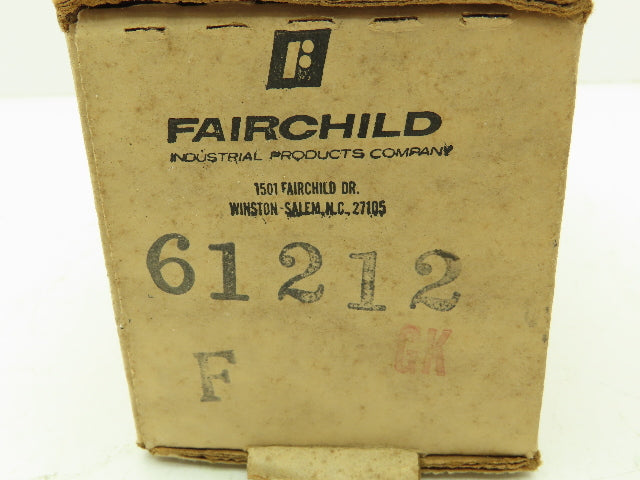 FAIRCHILD
INDUSTRIAL PRODUCTS COMPANY
1501 FAIRCHILD DR.
WINSTON-SALEM, N.C., 27105
61212
F
GK